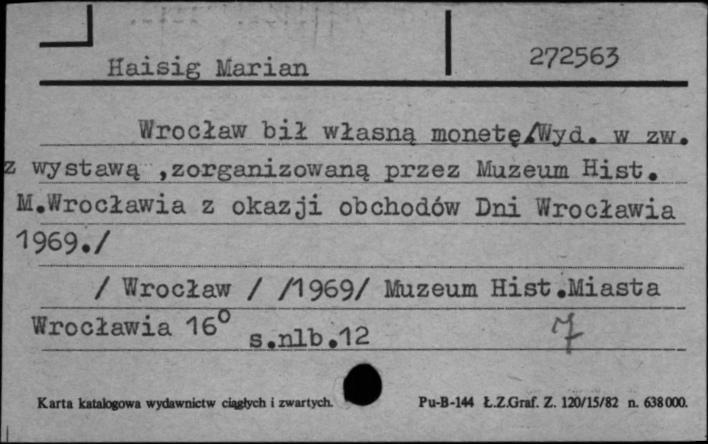 Haisig Marian
272563
Wrocław bił własną monetę/Wyd. w zw.
z wystawą ,zorganizowaną przez Muzeum Hist.
M.Wrocławia z okazji obchodów Dni Wrocławia
1969./
/ Wrocław / /1969/ Muzeum Hist.Miasta
Wrocławia 16° s.nlb.12
7
Karta katalogowa wydawnictw ciągłych i zwartych.
Pu-B-144 Ł.Z.Graf. Z. 120/15/82 n. 638000.